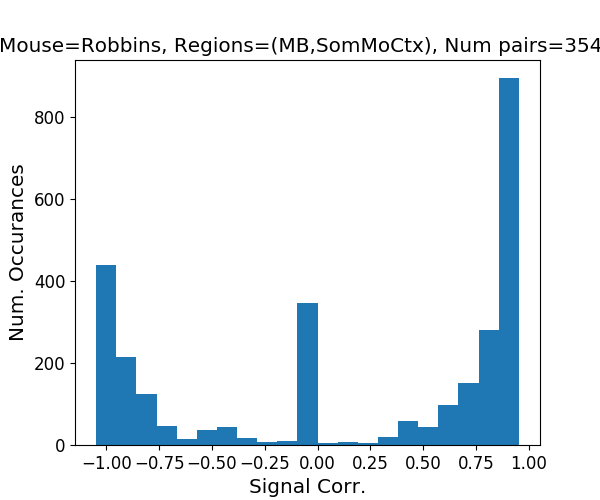 Mouse=Robbins, Regions=(MB,SomMoCtx), Num pairs=354
Num. Occurances
800
600
400
200
0
−1.00 −0.75 −0.50 −0.25 0.00 0.25 0.50 0.75 1.00
Signal Corr.